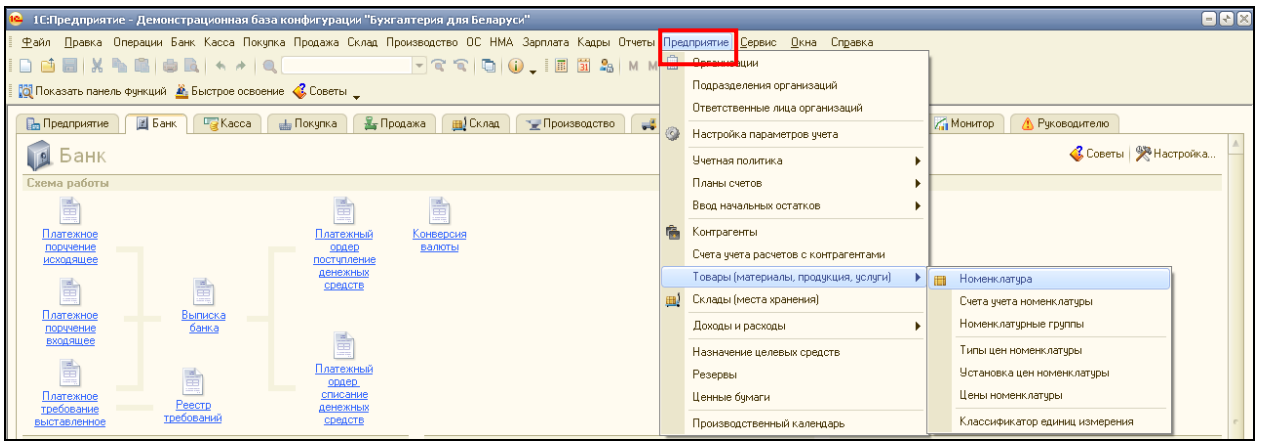 1С:Предприятие - Демонстрационная база конфигурации "Бухгалтерия для Беларуси"
Файл Правка Операции Банк Касса Покупка Продажа Склад Производство ОС НМА Зарплата Кадры Отчеты Предприятие Сервис Окна Справка
M M
Показать панель функций Быстрое освоение Советы
Предприятие Банк Касса Покупка Продажа Склад Производство Монитор Руководителю
Банк
Советы Настройка...
Схема работы
Платежное поручение исходящее
Платежное поручение входящее
Платежное требование выставленное
Выписка банка
Реестр требований
Платежный ордер поступление денежных средств
Платежный ордер списание денежных средств
Конверсия валюты
Организации
Подразделения организаций
Ответственные лица организаций
Настройка параметров учета
Учетная политика
Планы счетов
Ввод начальных остатков
Контрагенты
Счета учета расчетов с контрагентами
Товары (материалы, продукция, услуги)
Склады (места хранения)
Доходы и расходы
Назначение целевых средств
Резервы
Ценные бумаги
Производственный календарь
Номенклатура
Счета учета номенклатуры
Номенклатурные группы
Типы цен номенклатуры
Установка цен номенклатуры
Цены номенклатуры
Классификатор единиц измерения